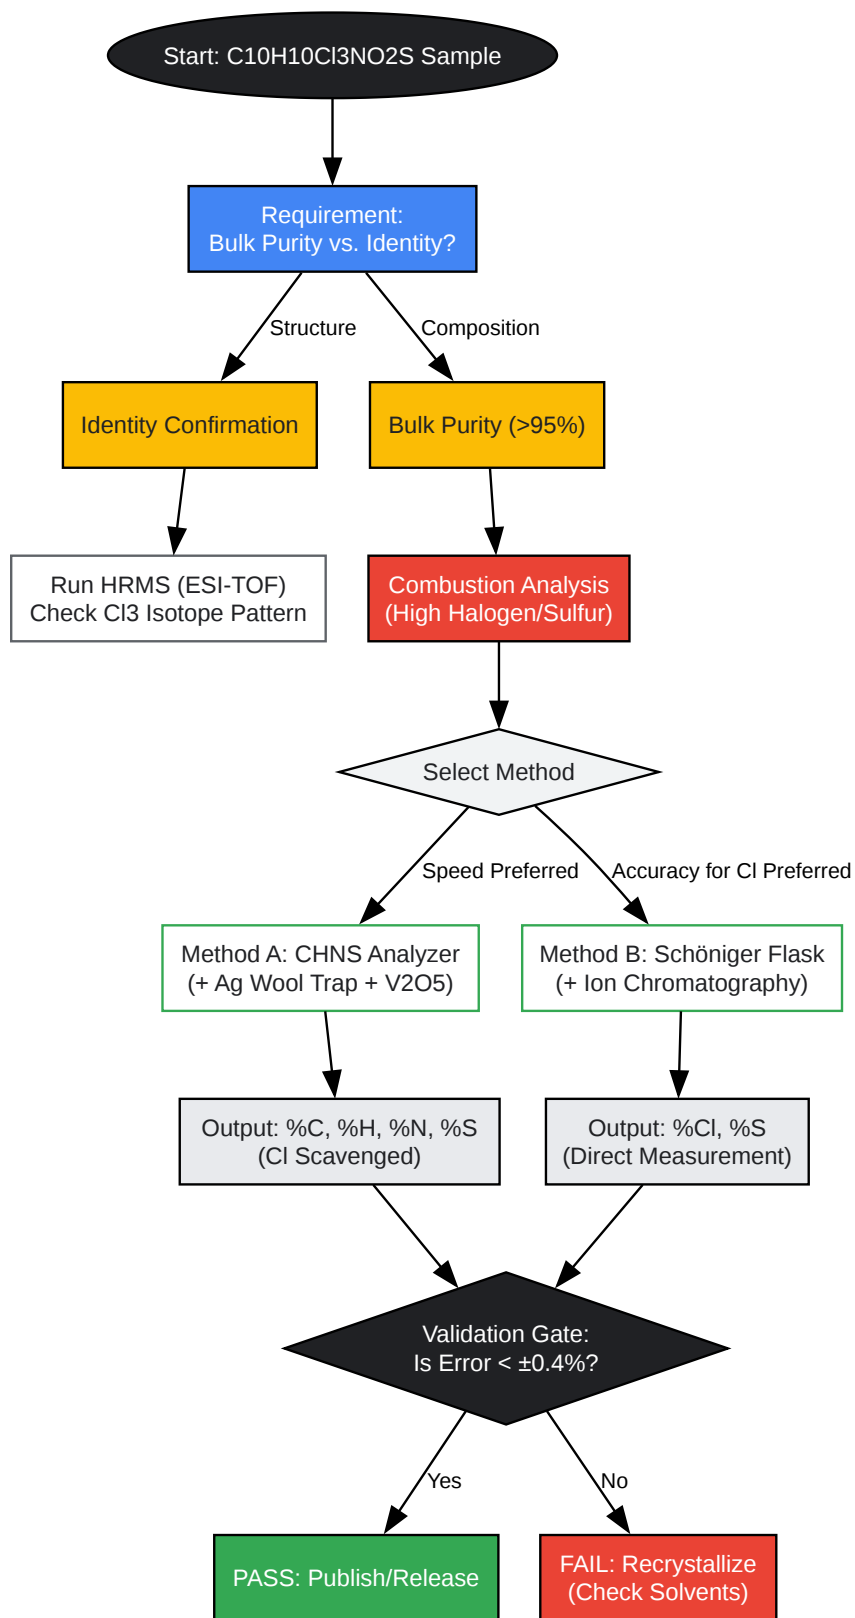 Start: C10H10Cl3NO2S Sample
Requirement:
Bulk Purity vs. Identity?
Structure
Composition
Identity Confirmation
Bulk Purity (>95%)
Run HRMS (ESI-TOF)
Check Cl3 Isotope Pattern
Combustion Analysis
(High Halogen/Sulfur)
Select Method
Speed Preferred
Accuracy for Cl Preferred
Method A: CHNS Analyzer
(+ Ag Wool Trap + V2O5)
Method B: Schöniger Flask
(+ Ion Chromatography)
Output: %C, %H, %N, %S
(Cl Scavenged)
Output: %Cl, %S
(Direct Measurement)
Validation Gate:
Is Error < ±0.4%?
Yes
No
PASS: Publish/Release
FAIL: Recrystallize
(Check Solvents)